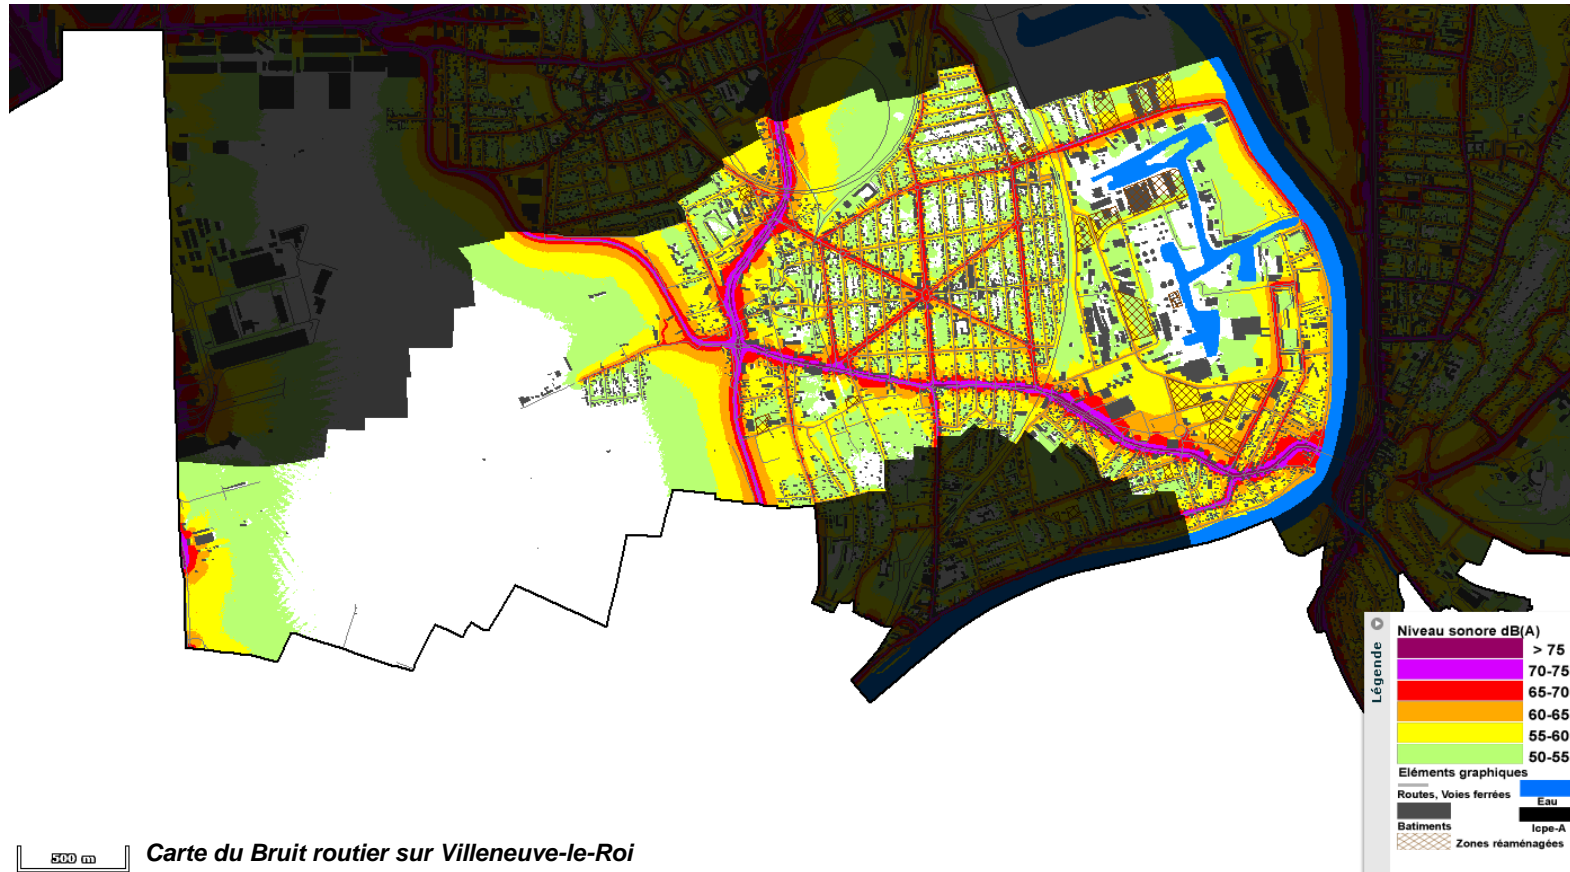 Légende
Niveau sonore dB(A)
> 75
70-75
65-70
60-65
55-60
50-55
Eléments graphiques
Routes, Voies ferrées
Eau
Batiments
Icpe-A
Zones réaménagées
500 m
Carte du Bruit routier sur Villeneuve-le-Roi